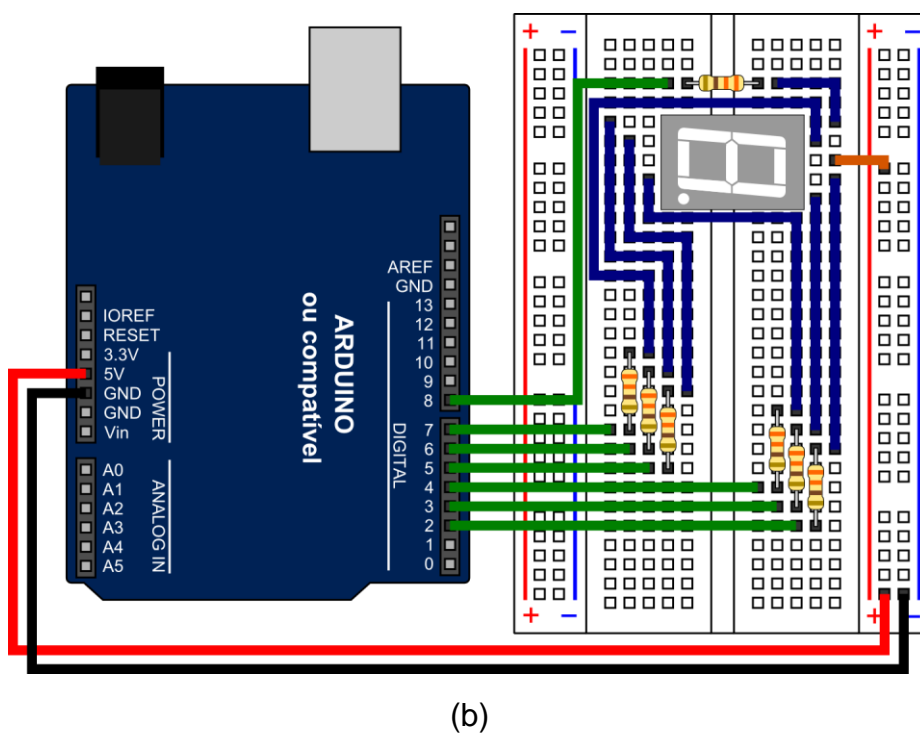 IOREF
RESET
3.3V
5V
GND
GND
Vin
POWER
A0
A1
A2
A3
A4
A5
ANALOG IN
ARDUINO
ou compatível
AREF
GND
13
12
11
10
9
8
7
6
5
4
3
2
1
0
DIGITAL
+ − + −
+ − + −
(b)